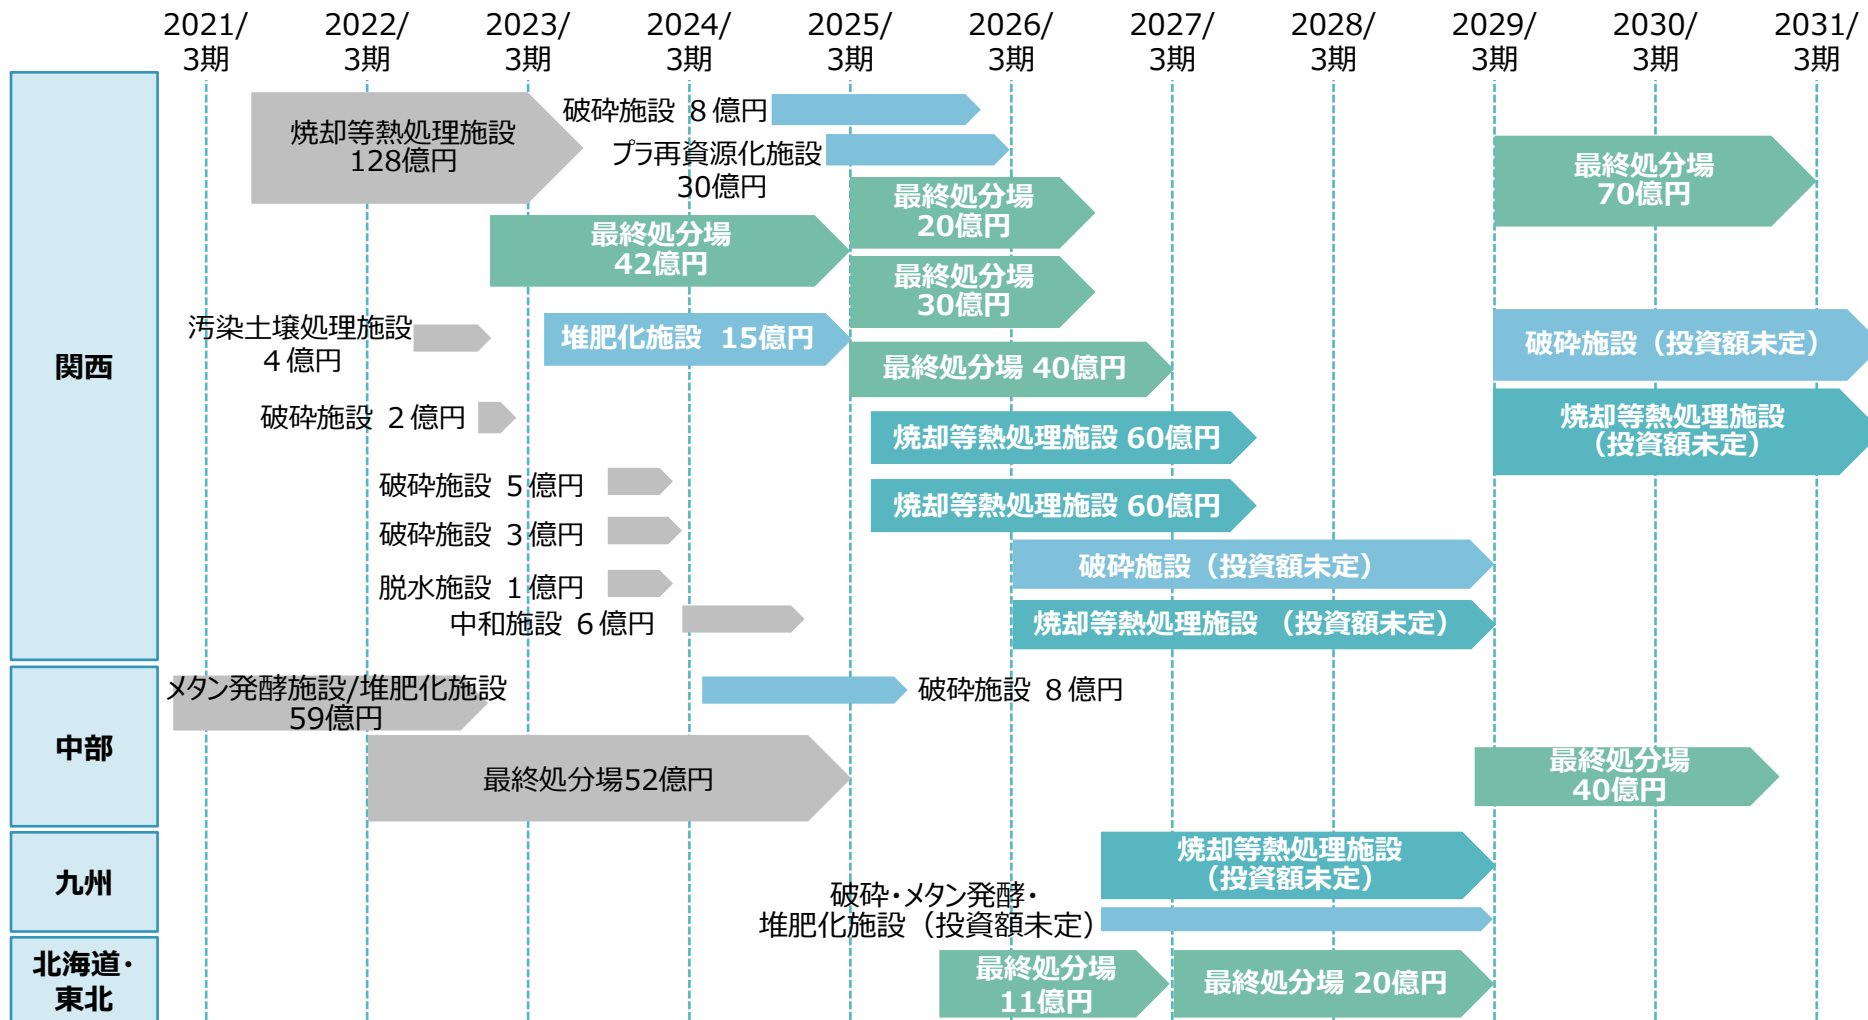 2021/
3期
2022/
3期
2023/
3期
2024/
3期
2025/
3期
2026/
3期
2027/
3期
2028/
3期
2029/
3期
2030/
3期
2031/
3期
関西
焼却等熱処理施設
128億円
破砕施設 8億円
プラ再資源化施設
30億円
最終処分場
20億円
最終処分場
70億円
最終処分場
42億円
最終処分場
30億円
汚染土壌処理施設
4億円
堆肥化施設 15億円
破砕施設（投資額未定）
最終処分場 40億円
破砕施設 2億円
焼却等熱処理施設 60億円
焼却等熱処理施設
（投資額未定）
破砕施設 5億円
焼却等熱処理施設 60億円
破砕施設 3億円
破砕施設（投資額未定）
脱水施設 1億円
中和施設 6億円
焼却等熱処理施設 （投資額未定）
中部
メタン発酵施設/堆肥化施設
59億円
破砕施設 8億円
最終処分場52億円
最終処分場
40億円
九州
焼却等熱処理施設
（投資額未定）
破砕・メタン発酵・
堆肥化施設（投資額未定）
北海道・
東北
最終処分場
11億円
最終処分場 20億円